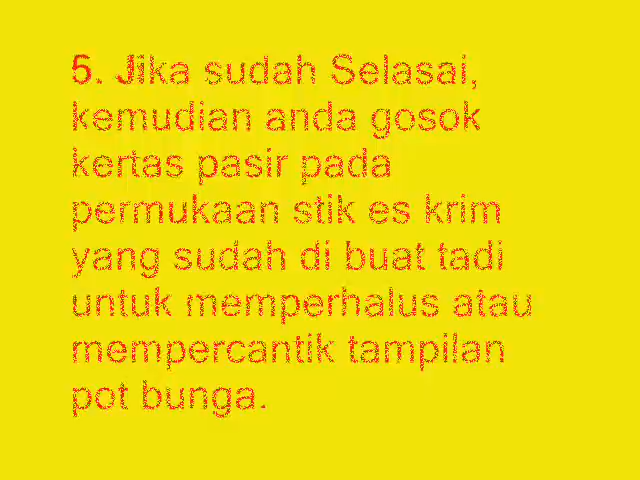 5. Jika sudah Selasai,
kemudian anda gosok
kertas pasir pada
permukaan stik es krim
yang sudah di buat tadi
untuk memperhalus atau
mempercantik tampilan
pot bunga.